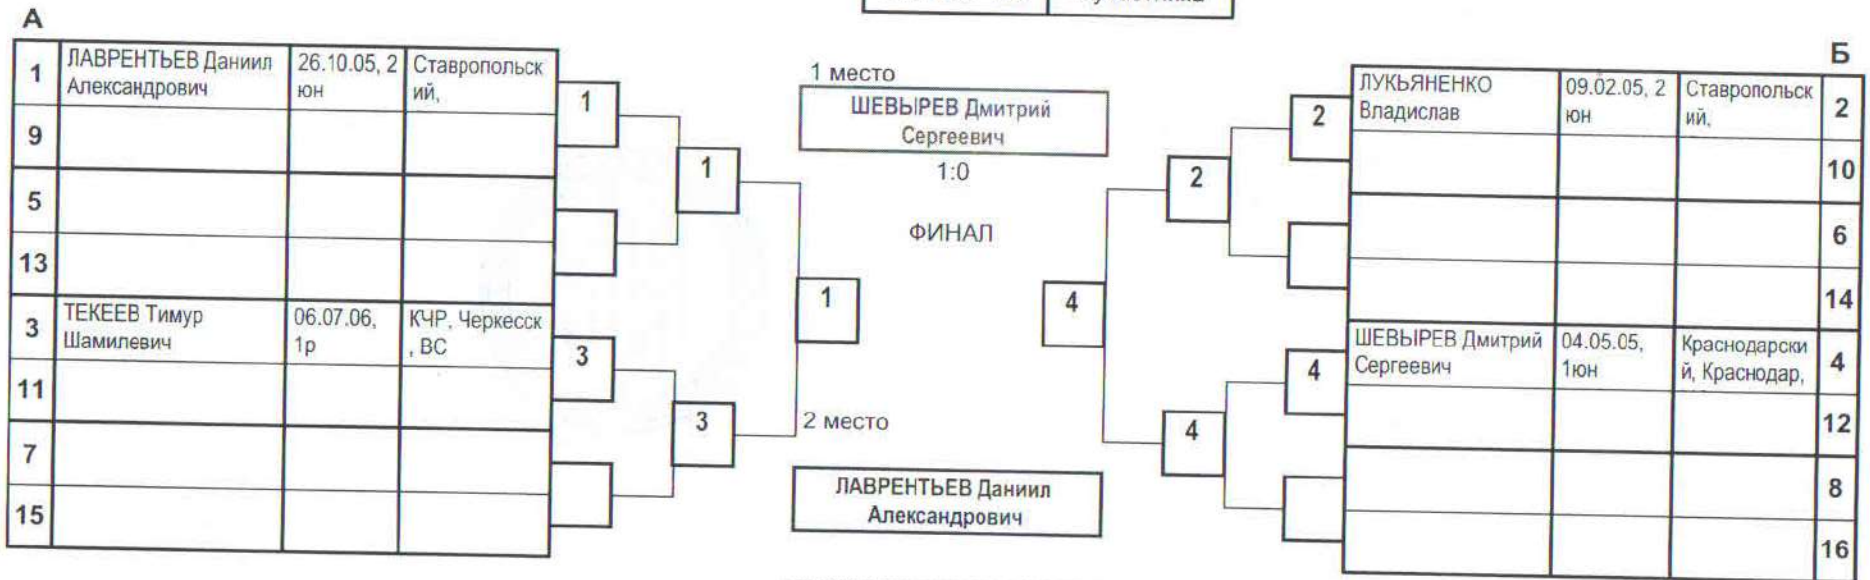 А
1 ЛАВРЕНТЬЕВ Даниил 26.10.05, 2 Ставропольск
Александрович юн ий,
9
5
13
3 ТЕКЕЕВ Тимур 06.07.06, КЧР, Черкесск
Шамилевич 1р , ВС
11
7
15
1
3
1
3
1
1 место
ШЕВЫРЕВ Дмитрий
Сергеевич
1:0
ФИНАЛ
2 место
ЛАВРЕНТЬЕВ Даниил
Александрович
4
2
4
2
4
Б
ЛУКЬЯНЕНКО 09.02.05, 2 Ставропольск 2
Владислав юн ий,
10
6
14
ШЕВЫРЕВ Дмитрий 04.05.05, Краснодарски 4
Сергеевич 1юн й, Краснодар,
12
8
16